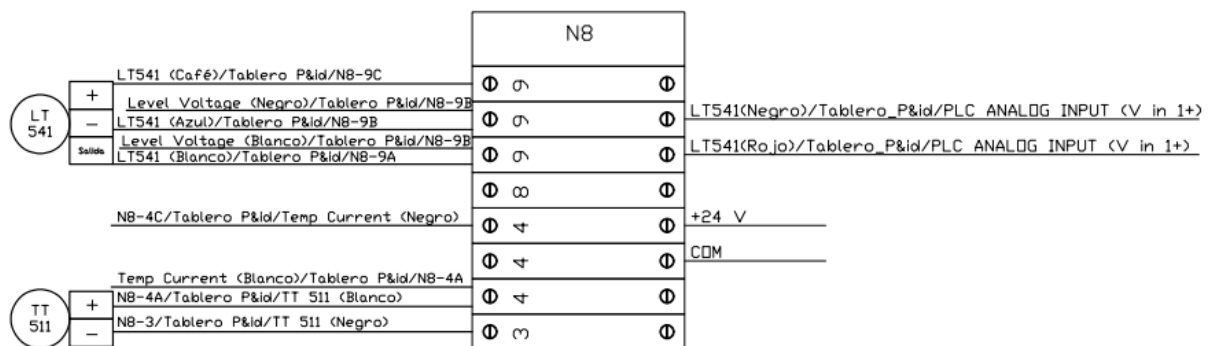 N8
LT541 (Café)/Tablero P&id/N8-9C
+
9
LT
541
Level Voltage (Negro)/Tablero P&id/N8-9B
−
LT541 (Azul)/Tablero P&id/N8-9B
9
LT541(Negro)/Tablero_P&id/PLC ANALOG INPUT (V in 1+)
Salida
Level Voltage (Blanco)/Tablero P&id/N8-9B
LT541 (Blanco)/Tablero P&id/N8-9A
9
LT541(Rojo)/Tablero_P&id/PLC ANALOG INPUT (V in 1+)
8
N8-4C/Tablero P&id/Temp Current (Negro)
4
+24 V
4
COM
Temp Current (Blanco)/Tablero P&id/N8-4A
TT
511
+
N8-4A/Tablero P&id/TT 511 (Blanco)
4
−
N8-3/Tablero P&id/TT 511 (Negro)
3